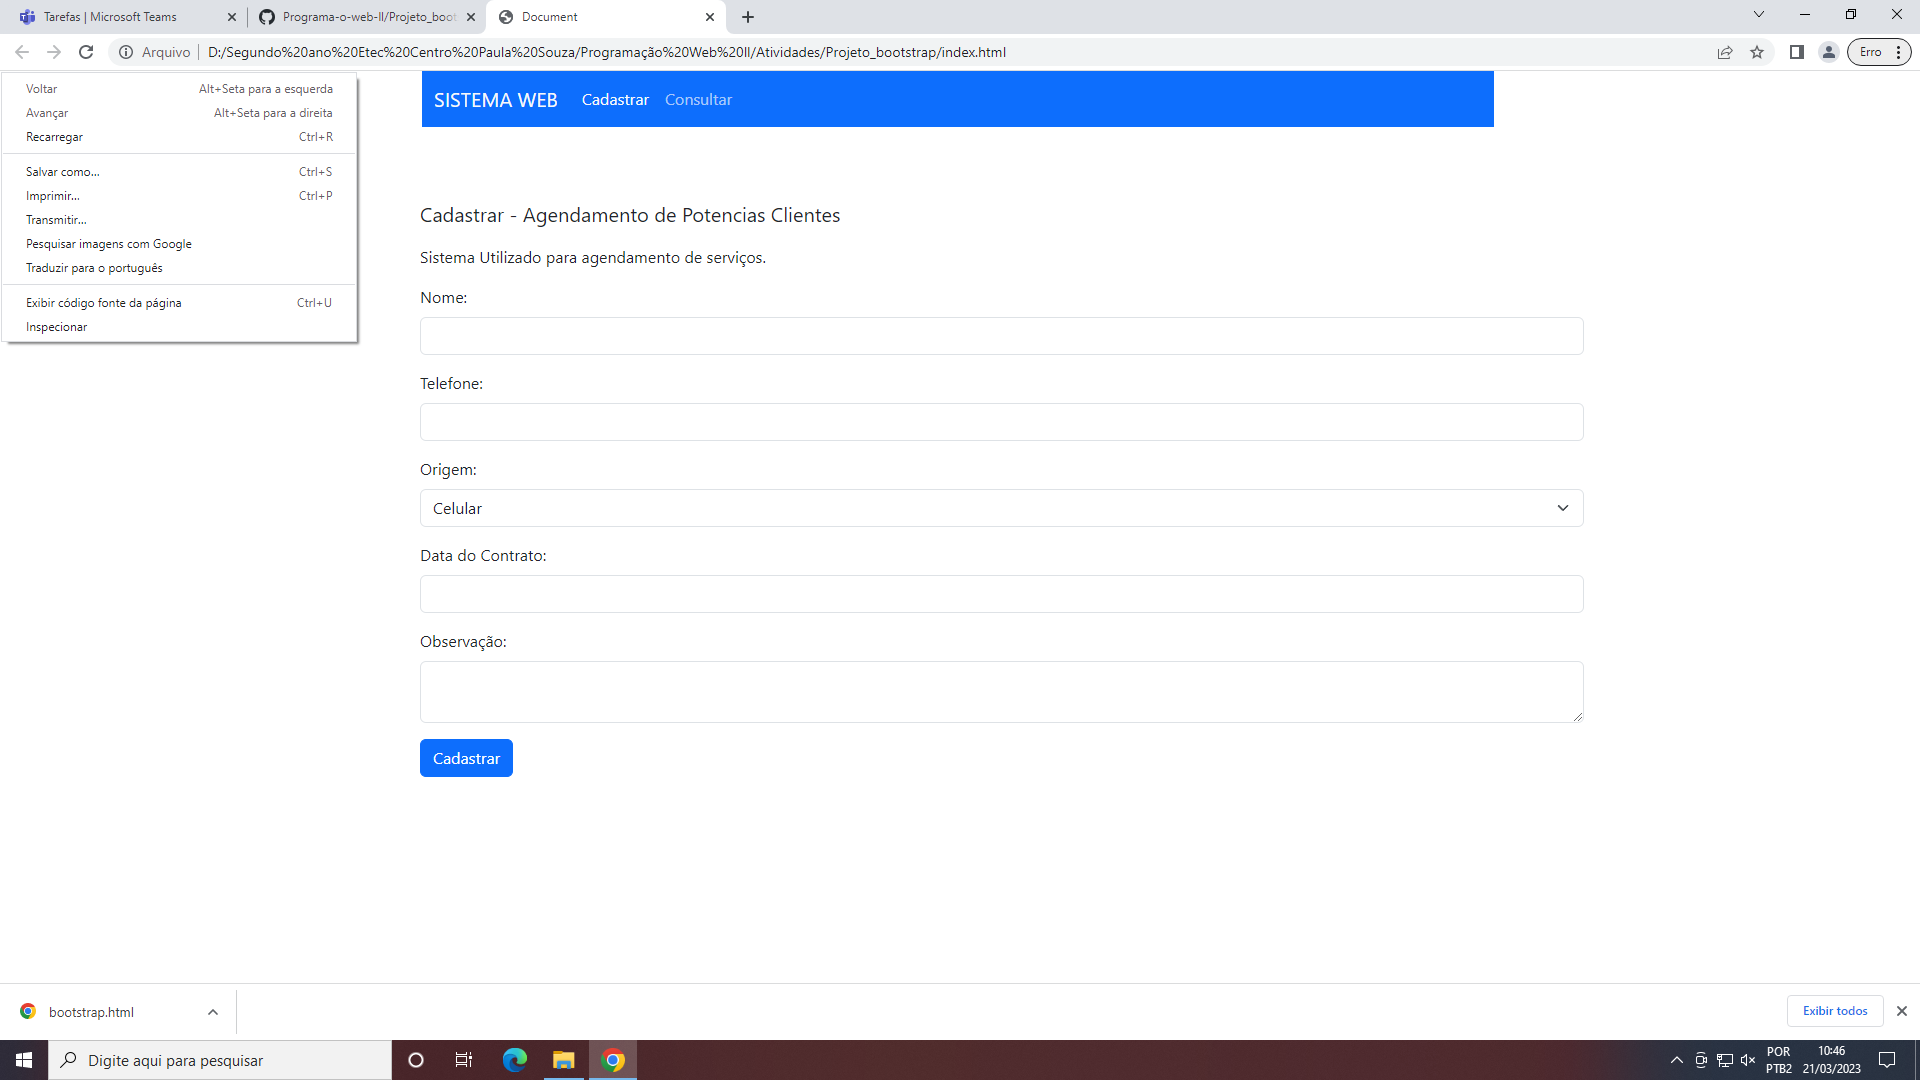 Tarefas | Microsoft Teams
Programa-o-web-II/Projeto_boot
Document
Arquivo
D:/Segundo%20ano%20Etec%20Centro%20Paula%20Souza/Programação%20Web%20II/Atividades/Projeto_bootstrap/index.html
Erro
Voltar Alt+Seta para a esquerda
Avançar Alt+Seta para a direita
Recarregar Ctrl+R
Salvar como... Ctrl+S
Imprimir... Ctrl+P
Transmitir...
Pesquisar imagens com Google
Traduzir para o português
Exibir código fonte da página Ctrl+U
Inspecionar
SISTEMA WEB Cadastrar Consultar
Cadastrar - Agendamento de Potencias Clientes
Sistema Utilizado para agendamento de serviços.
Nome:
Telefone:
Origem:
Celular
Data do Contrato:
Observação:
Cadastrar
bootstrap.html
Exibir todos
Digite aqui para pesquisar
POR
PTB2
10:46
21/03/2023